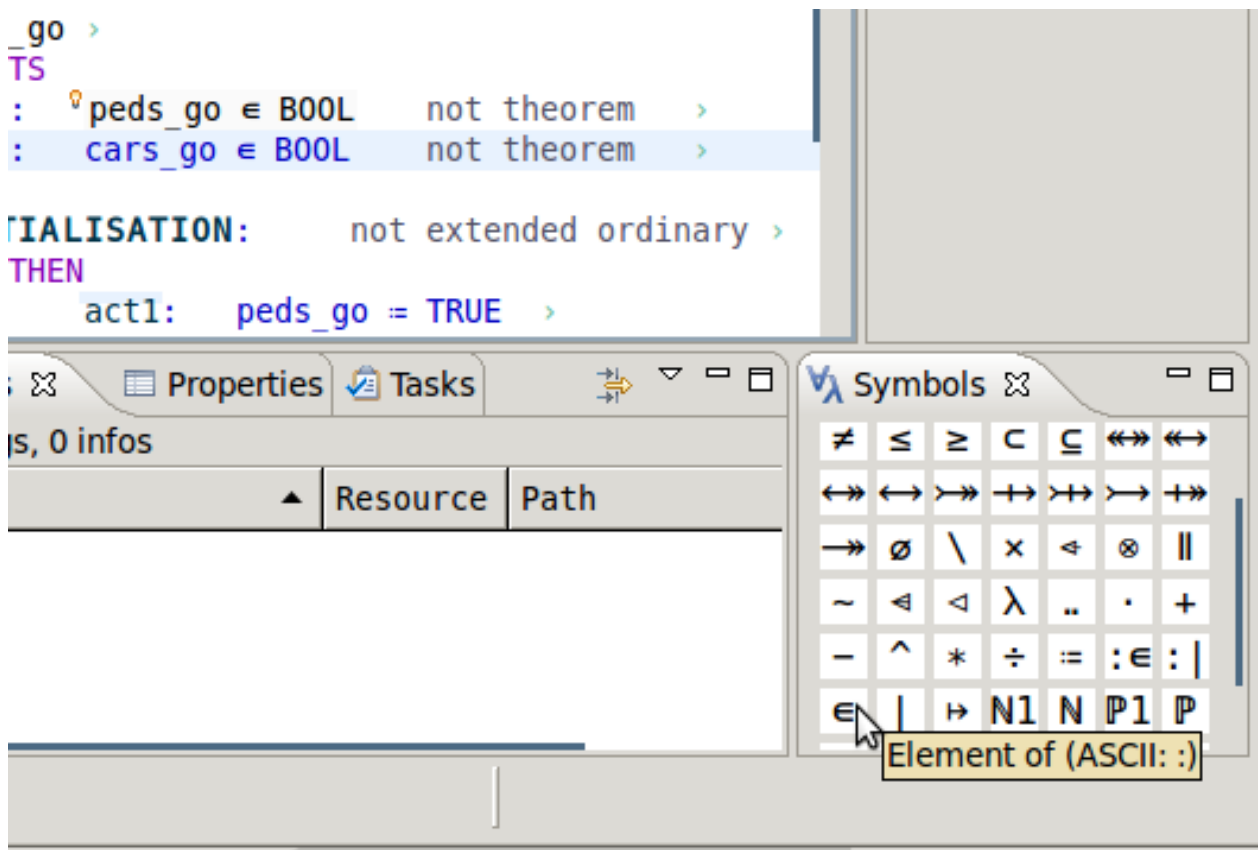 _go ›
TS
: peds_go ∈ BOOL not theorem ›
: cars_go ∈ BOOL not theorem ›
TIALISATION: not extended ordinary ›
THEN
act1: peds_go ≔ TRUE ›
s Properties Tasks
gs, 0 infos
Resource Path
Symbols
≠ ≤ ≥ ⊂ ⊆  
 ↔ ⤖ ⇸ ⤔ ↣ ⤀
↠ ∅ ∖ × ⩤ ⊗ ∥
∼ ⩤ ◁ λ ‥ · +
− ^ ∗ ÷ ≔ :∈ :∣
∈ ∣ ↦ ℕ1 ℕ ℙ1 ℙ
Element of (ASCII: :)